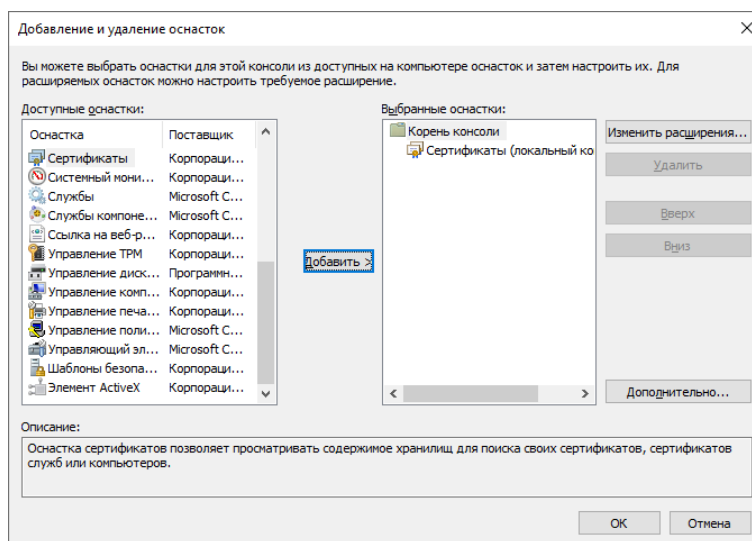 Добавление и удаление оснасток
Вы можете выбрать оснастки для этой консоли из доступных на компьютере оснасток и затем настроить их. Для
расширяемых оснасток можно настроить требуемое расширение.
Доступные оснастки:
Выбранные оснастки:
Оснастка Поставщик
Сертификаты Корпораци...
Системный мони... Корпораци...
Службы Microsoft C...
Службы компоне... Microsoft C...
Ссылка на веб-р... Корпораци...
Управление TPM Корпораци...
Управление диск... Программн...
Управление комп... Корпораци...
Управление печа... Корпораци...
Управление поли... Microsoft C...
Управляющий эл... Microsoft C...
Шаблоны безопа... Корпораци...
Элемент ActiveX Корпораци...
Добавить >
Корень консоли
Сертификаты (локальный ко
Изменить расширения...
Удалить
Вверх
Вниз
Дополнительно...
Описание:
Оснастка сертификатов позволяет просматривать содержимое хранилищ для поиска своих сертификатов, сертификатов
служб или компьютеров.
ОК
Отмена